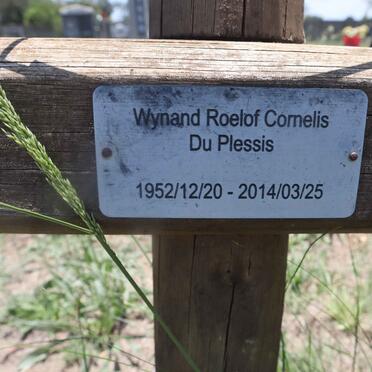 Wynand Roelof Cornelis
Du Plessis
1952/12/20 - 2014/03/25